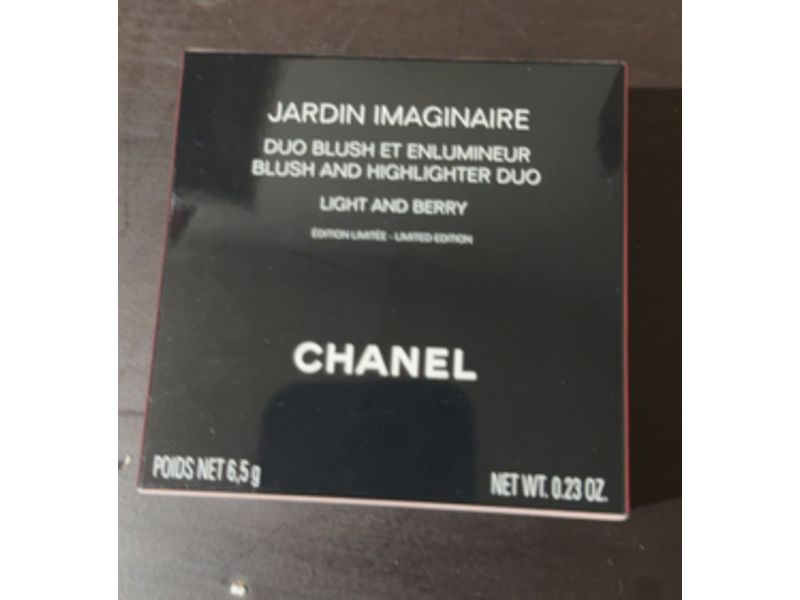 JARDIN IMAGINAIRE
DUO BLUSH ET ENLUMINEUR
BLUSH AND HIGHLIGHTER DUO
LIGHT AND BERRY
ÉDITION LIMITÉE - LIMITED EDITION
CHANEL
POIDS NET 6,5 g
NET WT. 0.23 OZ.